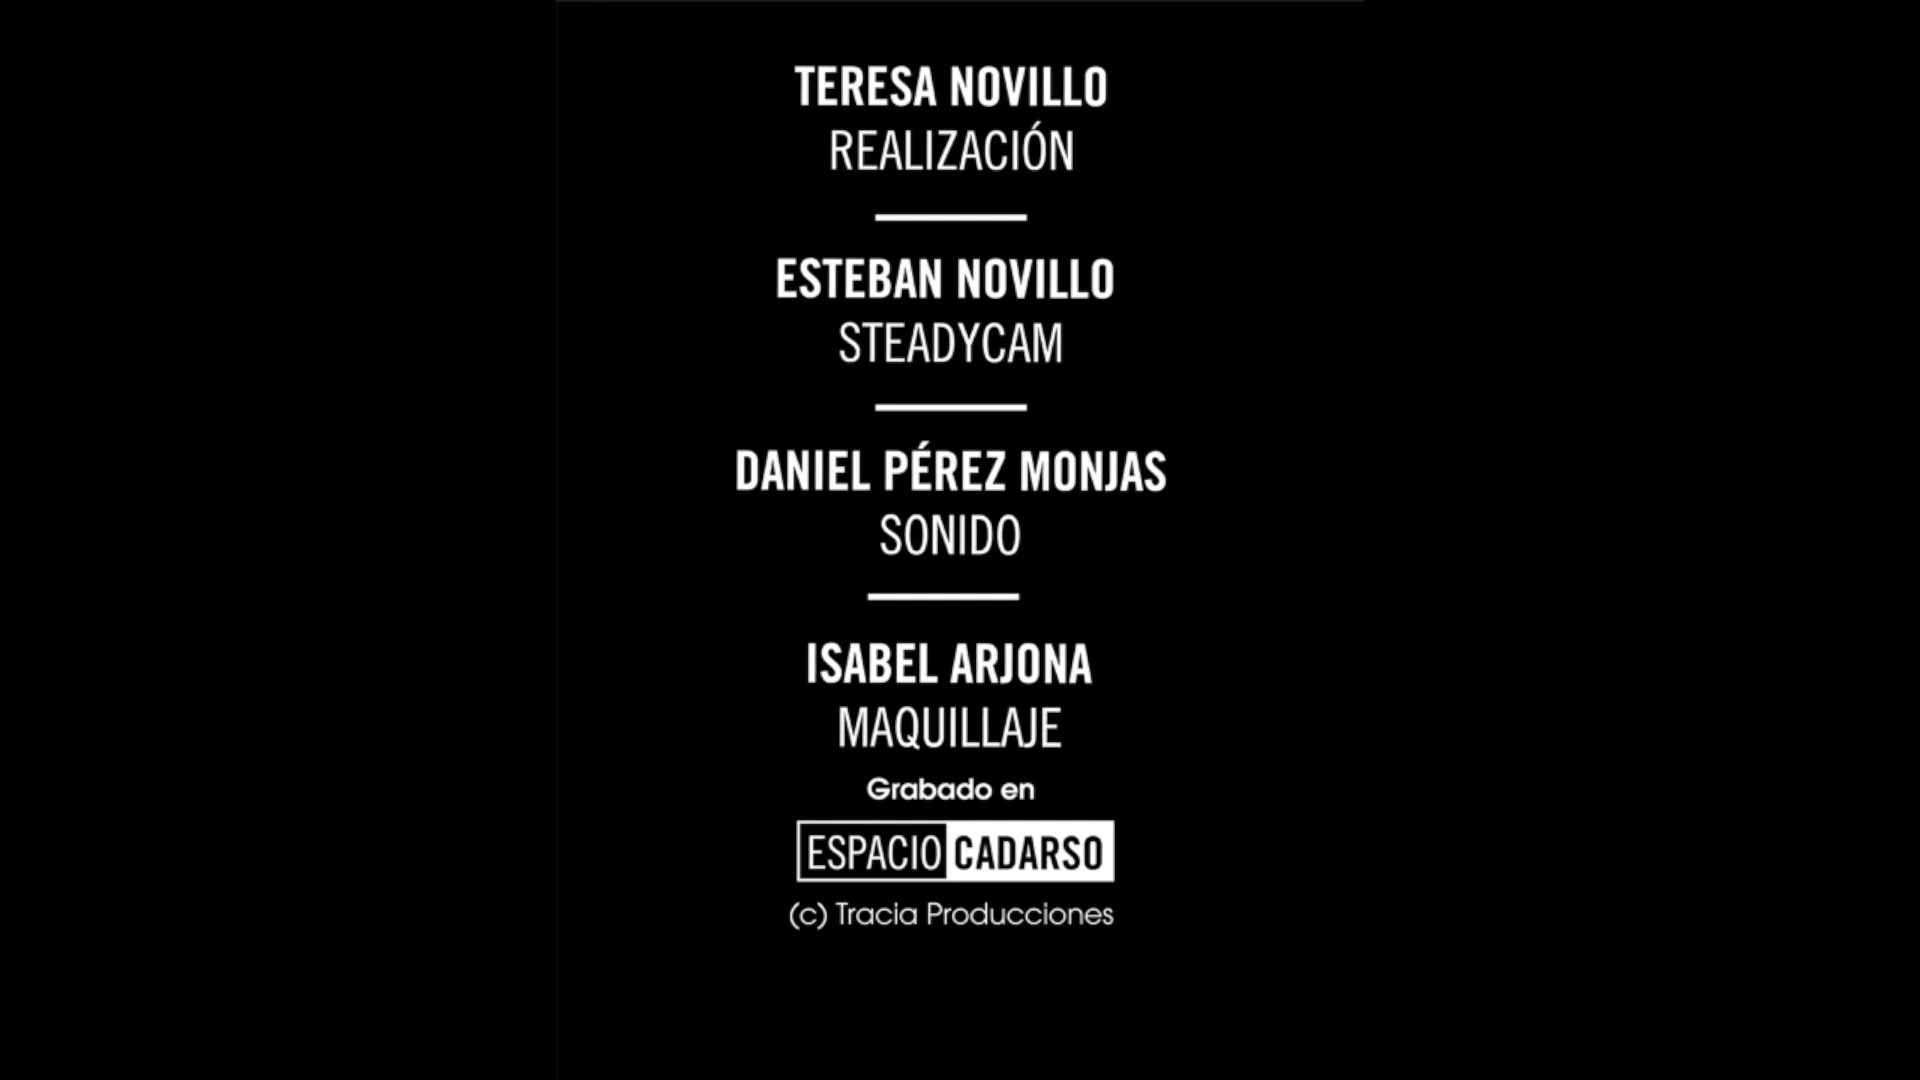 TERESA NOVILLO
REALIZACIÓN
ESTEBAN NOVILLO
STEADYCAM
DANIEL PÉREZ MONJAS
SONIDO
ISABEL ARJONA
MAQUILLAJE
Grabado en
ESPACIO CADARSO
(c) Tracia Producciones